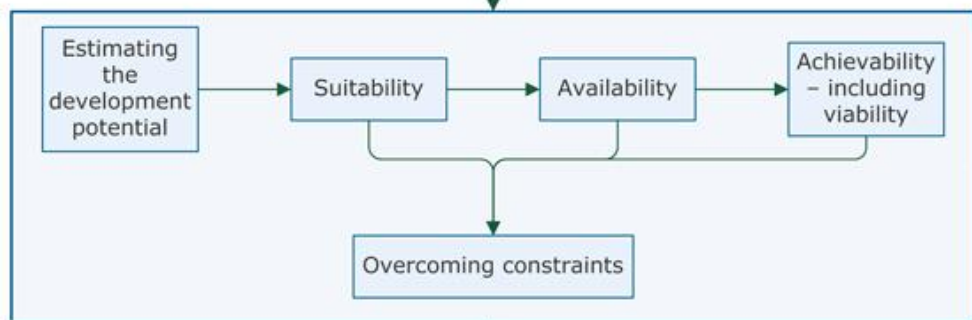 Estimating
the
development
potential
Suitability
Availability
Achievability
– including
viability
Overcoming constraints